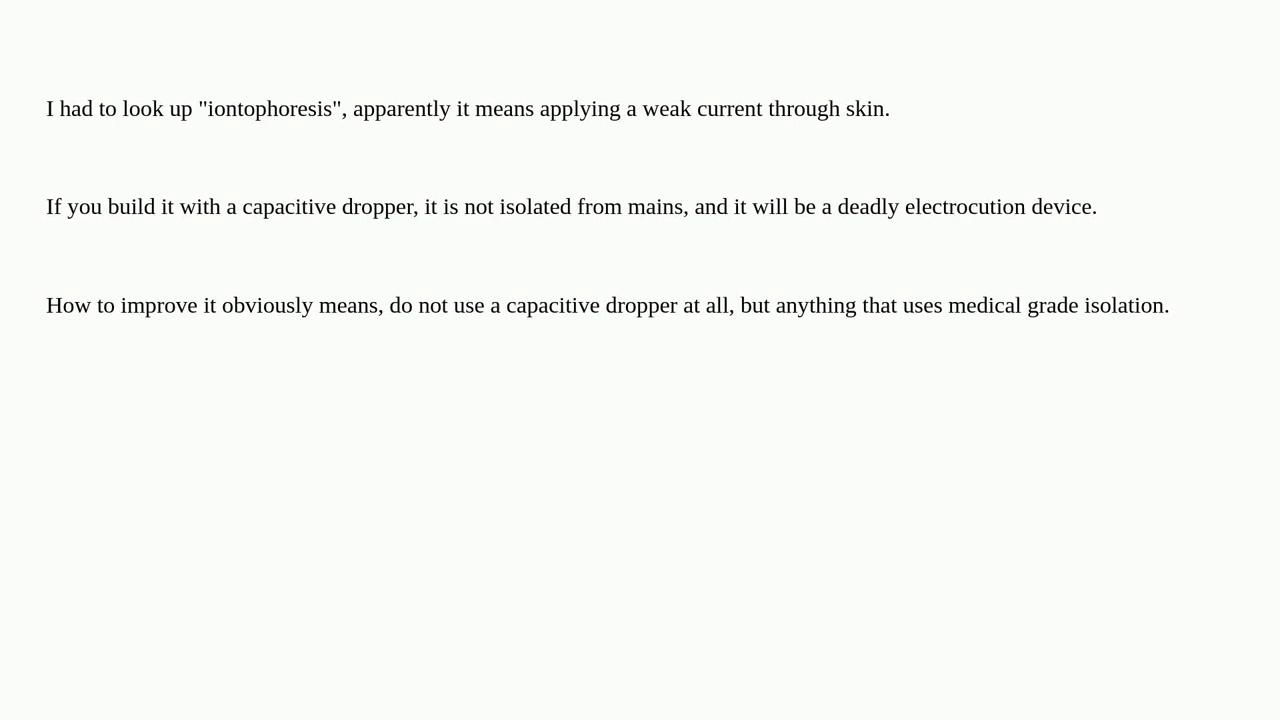 I had to look up "iontophoresis", apparently it means applying a weak current through skin.
If you build it with a capacitive dropper, it is not isolated from mains, and it will be a deadly electrocution device.
How to improve it obviously means, do not use a capacitive dropper at all, but anything that uses medical grade isolation.